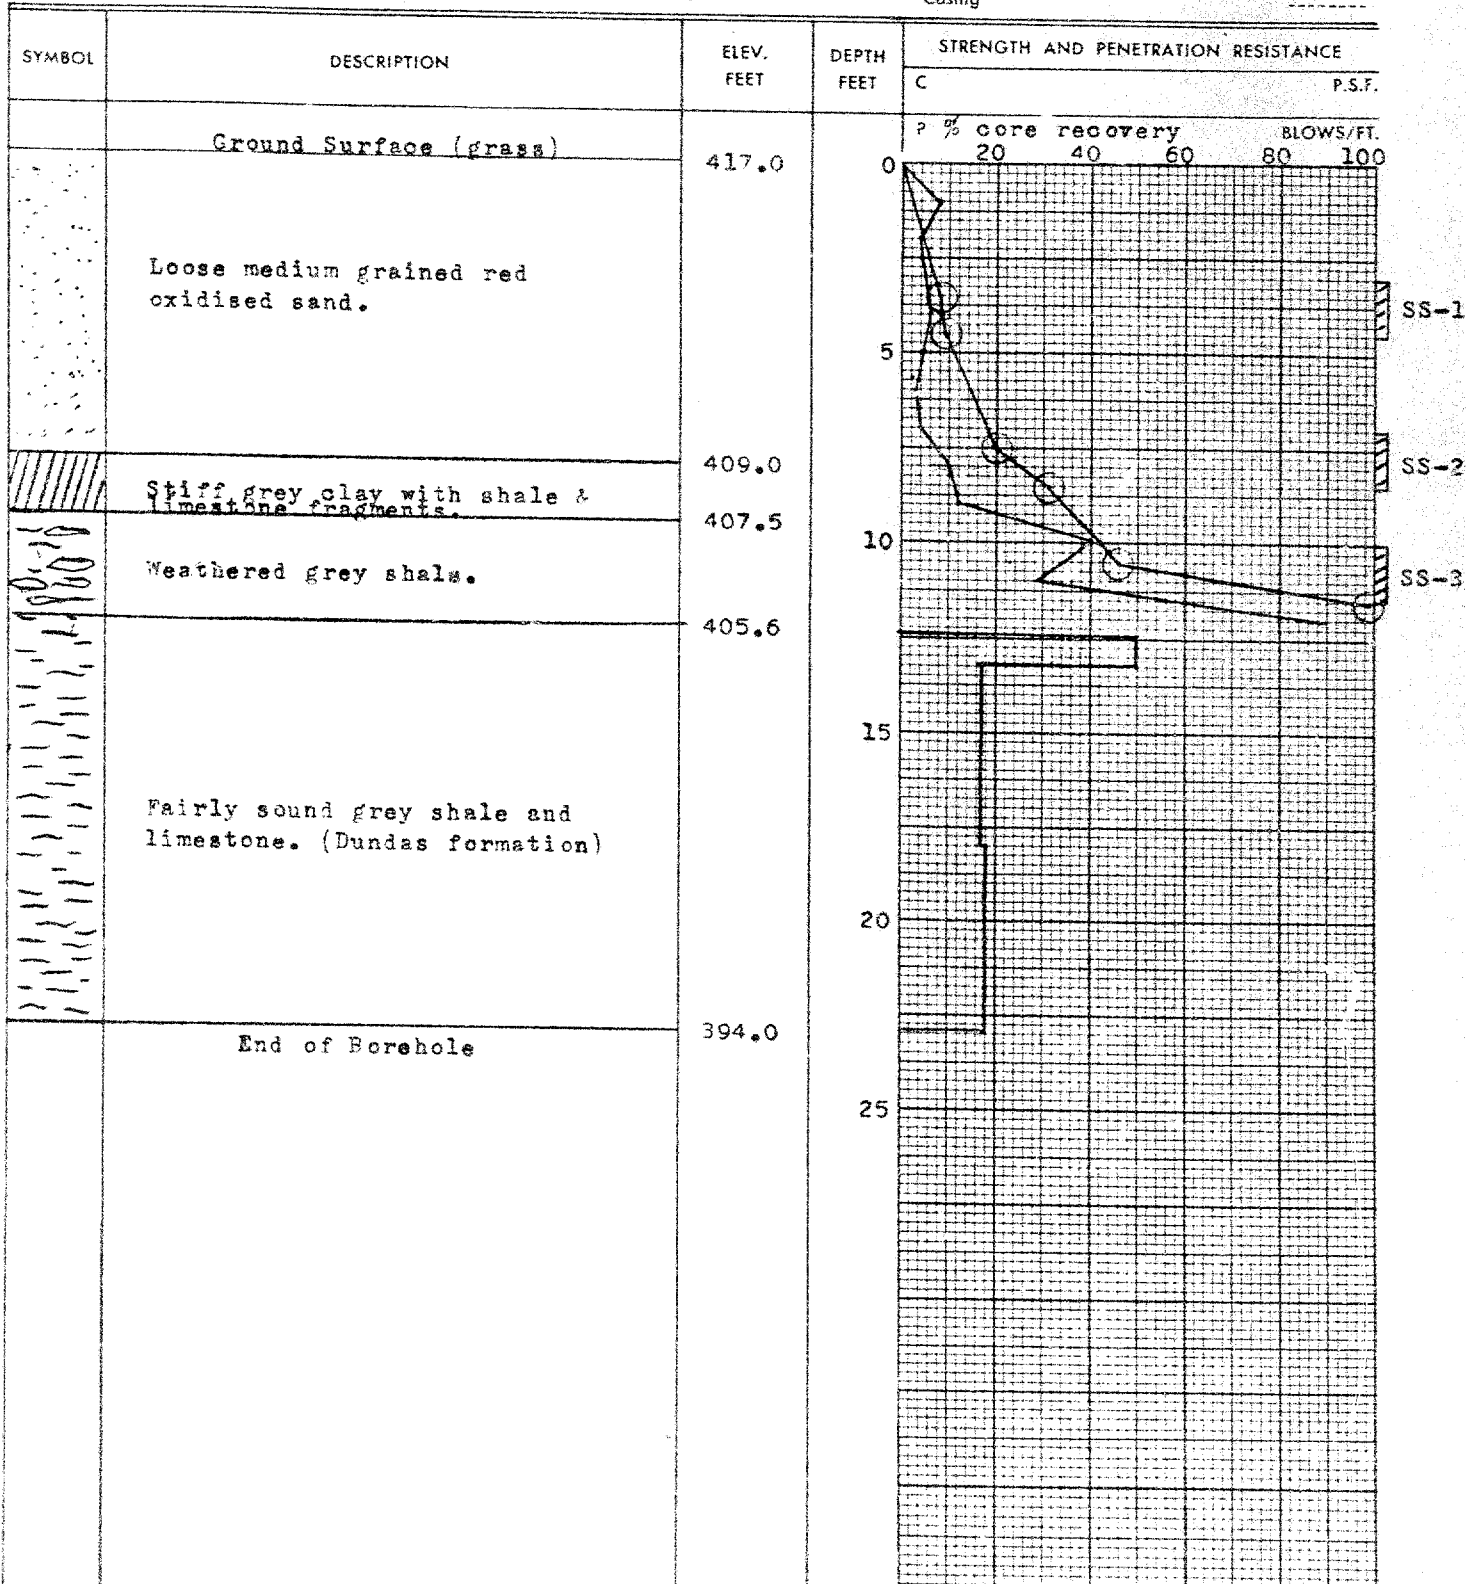 Casing
SYMBOL
DESCRIPTION
ELEV.
FEET
DEPTH
FEET
STRENGTH AND PENETRATION RESISTANCE
C P.S.F.
% core recovery BLOWS/FT.
20 40 60 80 100
Ground Surface (grass)
417.0
0
Loose medium grained red
oxidised sand.
SS-1
5
409.0
SS-2
Stiff grey clay with shale &
limestone fragments.
407.5
10
Weathered grey shale.
SS-3
405.6
15
Fairly sound grey shale and
limestone. (Dundas formation)
20
394.0
End of Borehole
25